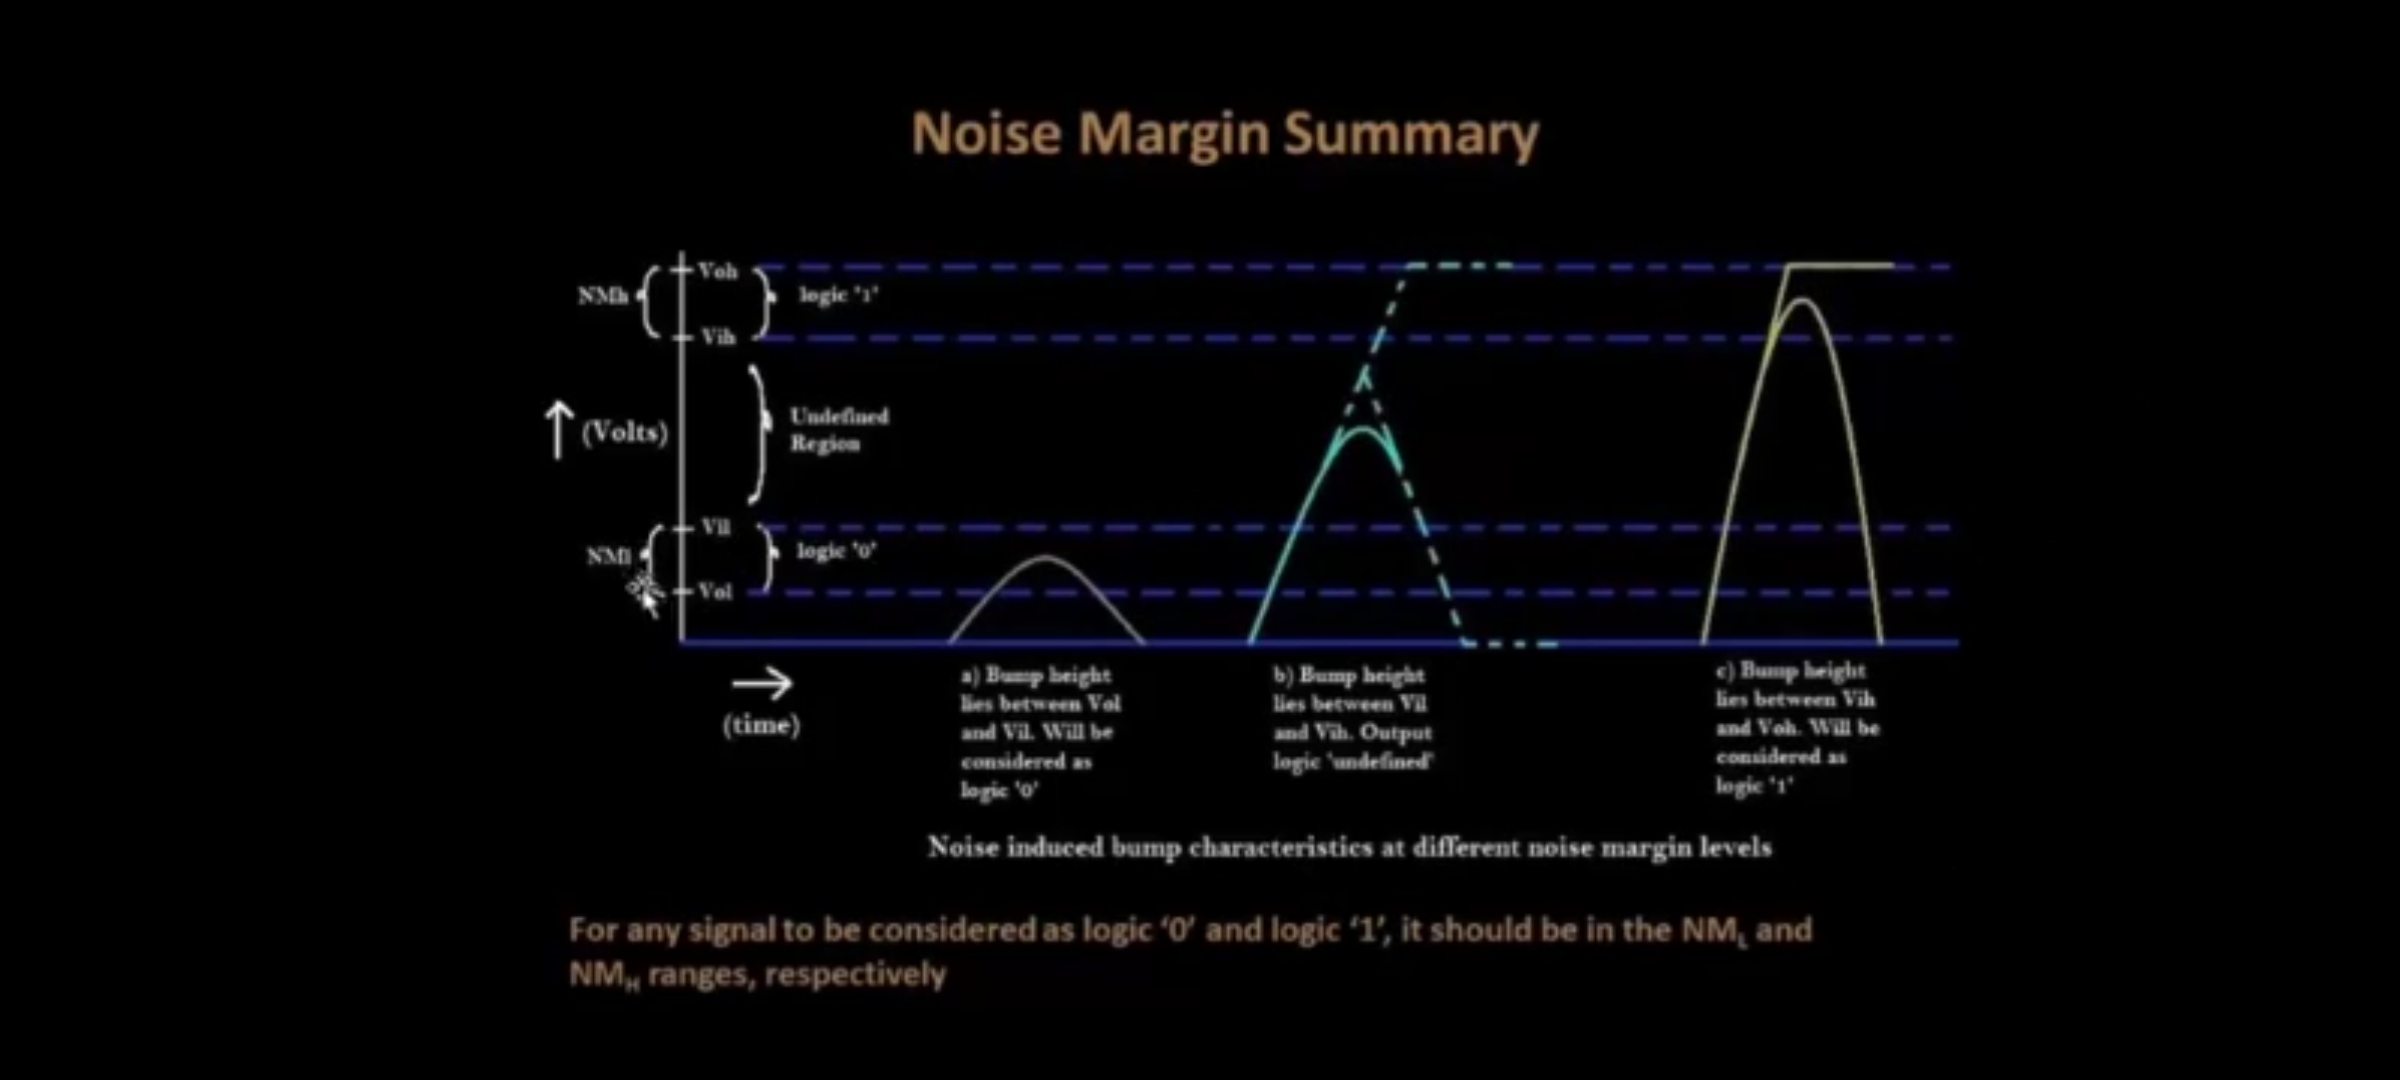 Noise Margin Summary
Voh
NMh
logic '1'
Vih
Undefined
(Volts)
Region
Vil
NMl
logic '0'
Vol
(time)
a) Bump height
lies between Vol
and Vil. Will be
considered as
logic '0'
b) Bump height
lies between Vil
and Vih. Output
logic 'undefined'
c) Bump height
lies between Vih
and Voh. Will be
considered as
logic '1'
Noise induced bump characteristics at different noise margin levels
For any signal to be considered as logic ‘0’ and logic ‘1’, it should be in the NML and
NMH ranges, respectively